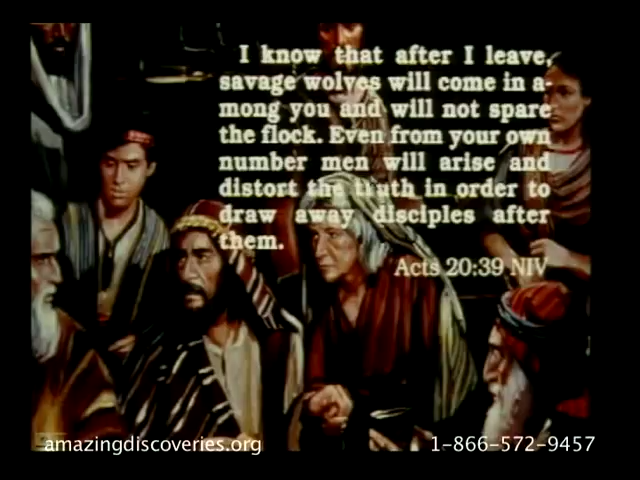 I know that after I leave,
savage wolves will come in a-
mong you and will not spare
the flock. Even from your own
number men will arise and
distort the truth in order to
draw away disciples after
them.
Acts 20:39 NIV
amazingdiscoveries.org
1-866-572-9457